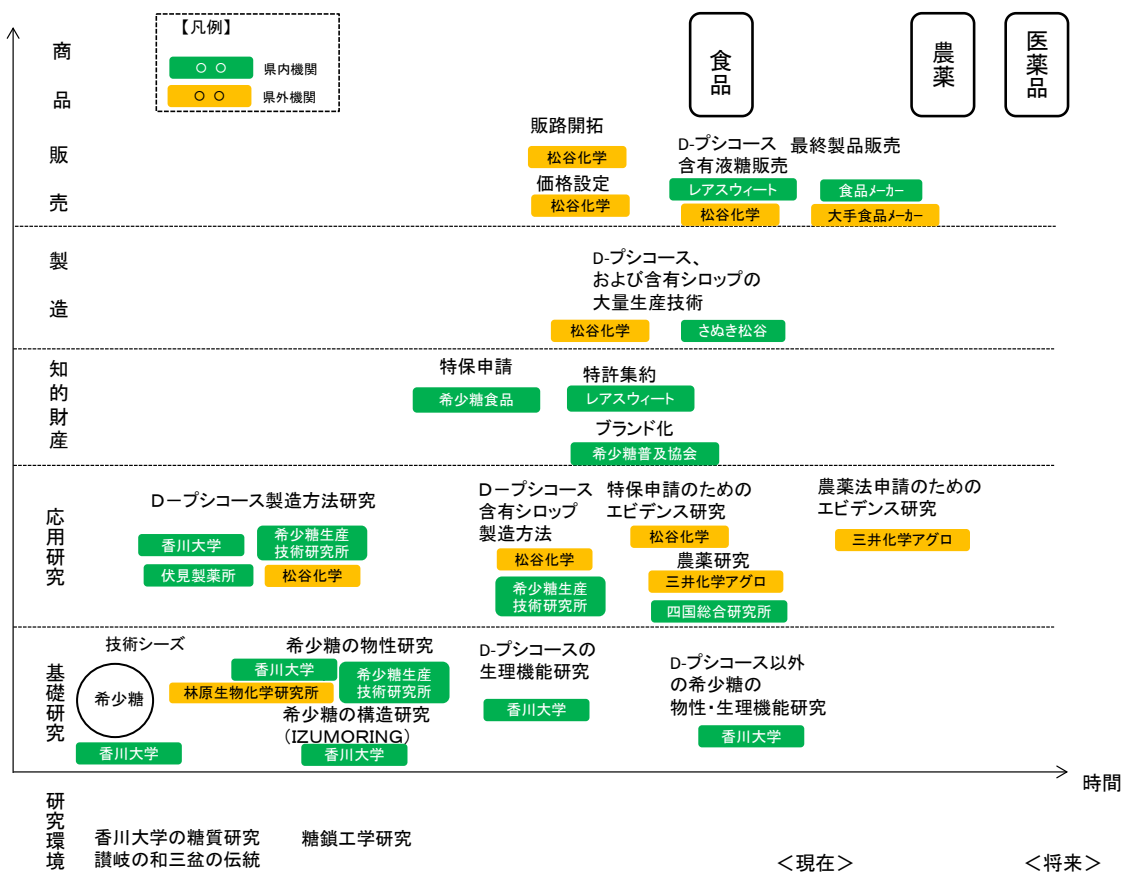 【凡例】
○ ○
県内機関
○ ○
県外機関
商品販売
食品
農薬
医薬品
販路開拓
松谷化学
価格設定
松谷化学
D-プシコース
含有液糖販売
レアスウィート
松谷化学
最終製品販売
食品メーカー
大手食品メーカー
製造
D-プシコース、
および含有シロップの
大量生産技術
松谷化学
さぬき松谷
知的財産
特保申請
希少糖食品
特許集約
レアスウィート
ブランド化
希少糖普及協会
応用研究
D-プシコース製造方法研究
香川大学
希少糖生産
技術研究所
伏見製薬所
松谷化学
D-プシコース
含有シロップ
製造方法
松谷化学
希少糖生産
技術研究所
特保申請のための
エビデンス研究
松谷化学
農薬研究
三井化学アグロ
四国総合研究所
農薬法申請のための
エビデンス研究
三井化学アグロ
基礎研究
技術シーズ
希少糖
香川大学
希少糖の物性研究
香川大学
林原生物化学研究所
希少糖生産
技術研究所
希少糖の構造研究
(IZUMORING)
香川大学
D-プシコースの
生理機能研究
香川大学
D-プシコース以外
の希少糖の
物性・生理機能研究
香川大学
時間
研究環境
香川大学の糖質研究
讃岐の和三盆の伝統
糖鎖工学研究
＜現在＞
＜将来＞